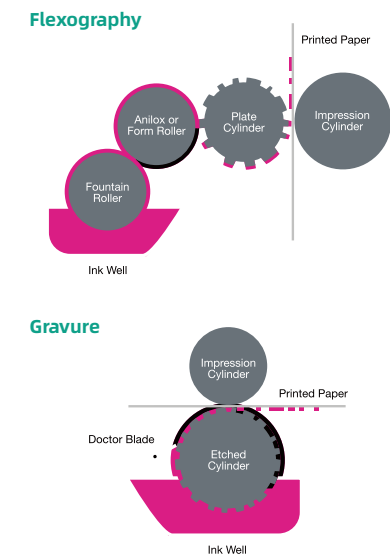 Flexography
Printed Paper
Anilox or
Form Roller
Plate
Cylinder
Impression
Cylinder
Fountain
Roller
Ink Well
Gravure
Impression
Cylinder
Printed Paper
Doctor Blade
Etched
Cylinder
Ink Well